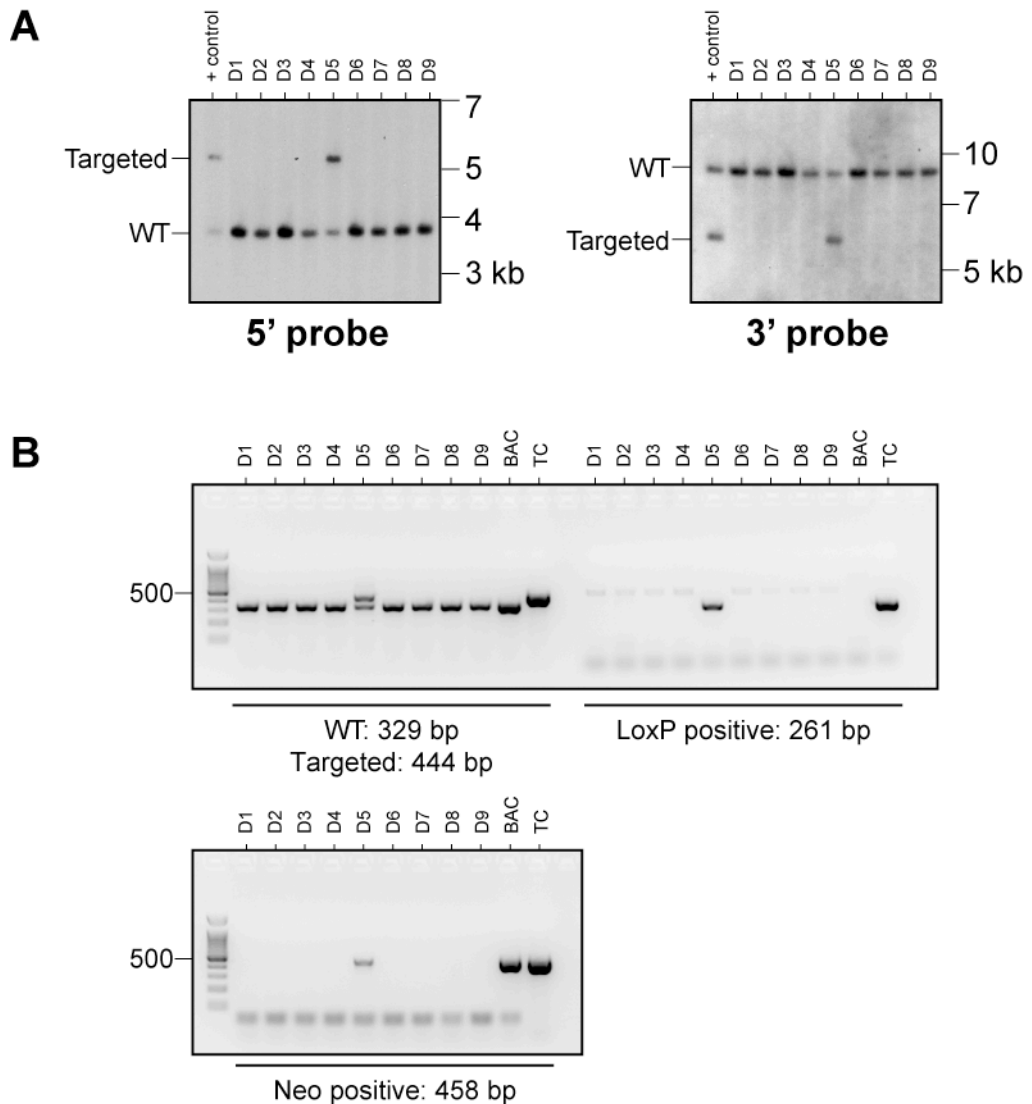 A
+ control D1 D2 D3 D4 D5 D6 D7 D8 D9
7
Targeted
5
4
WT
3 kb
5’ probe
+ control D1 D2 D3 D4 D5 D6 D7 D8 D9
10
WT
7
Targeted
5 kb
3’ probe
B
D1 D2 D3 D4 D5 D6 D7 D8 D9 BAC TC D1 D2 D3 D4 D5 D6 D7 D8 D9 BAC TC
500
WT: 329 bp
Targeted: 444 bp
LoxP positive: 261 bp
D1 D2 D3 D4 D5 D6 D7 D8 D9 BAC TC
500
Neo positive: 458 bp